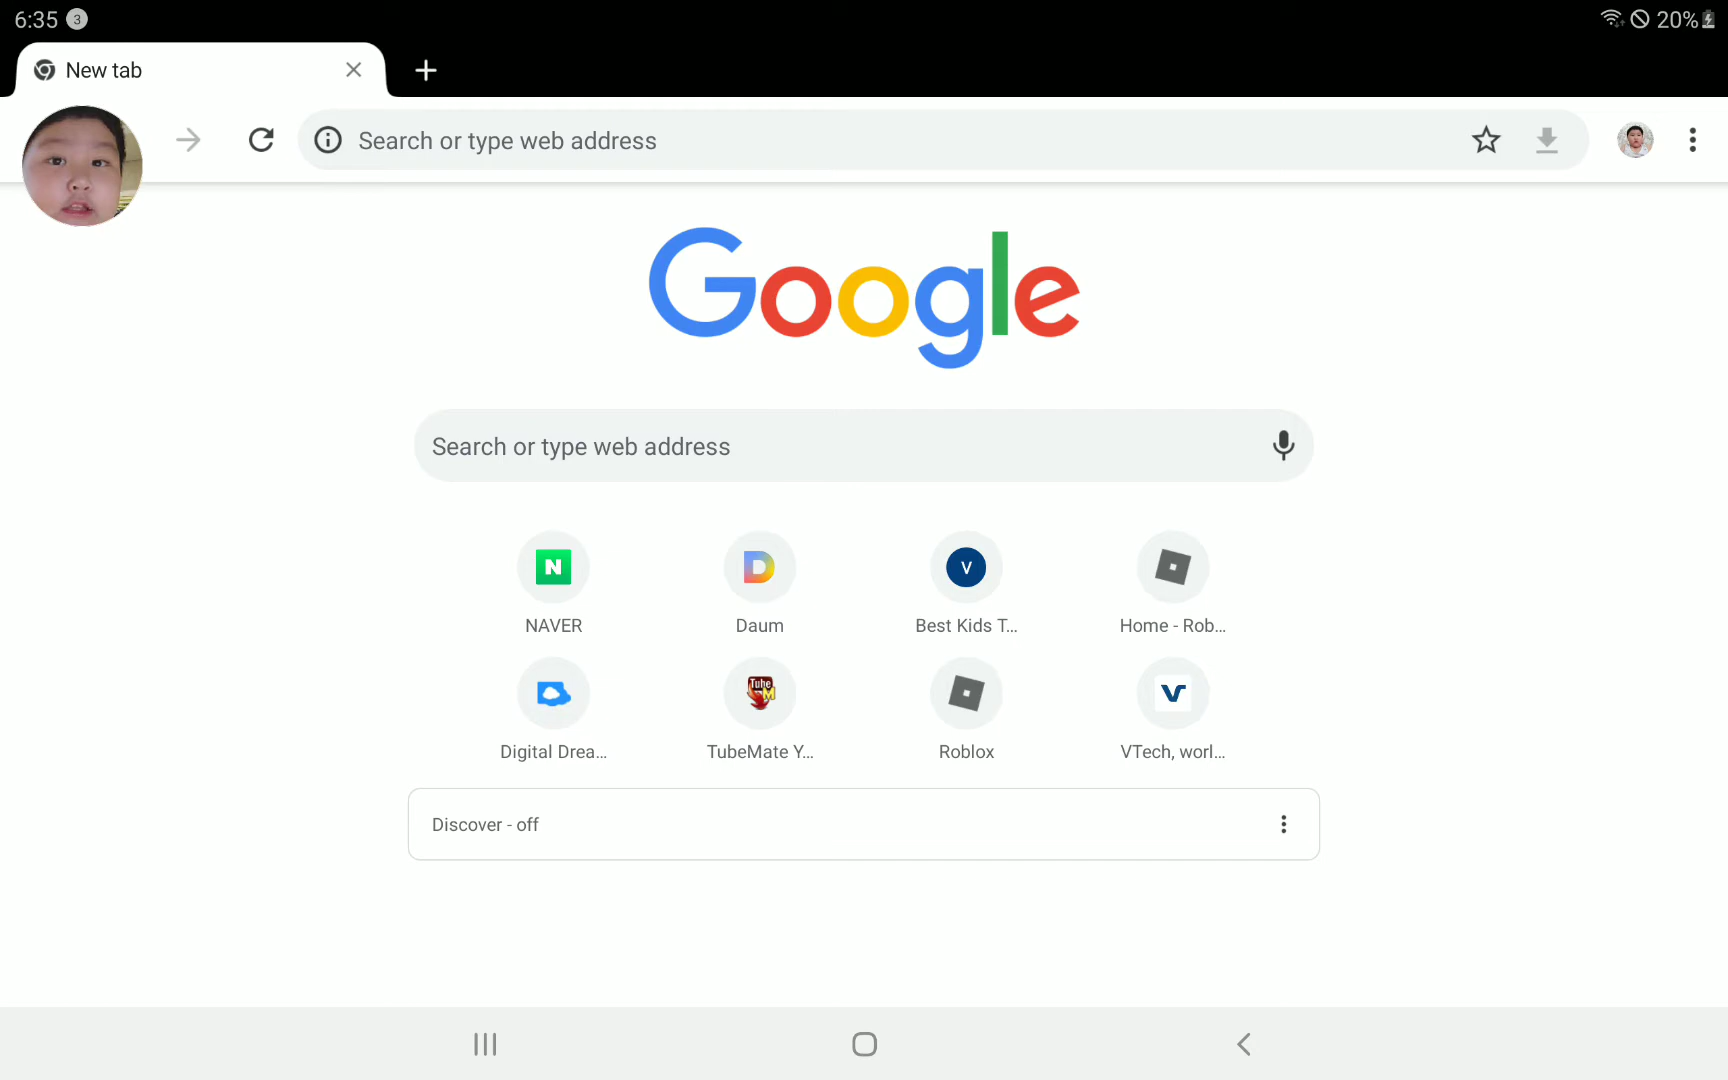 6:35 3 20%
New tab
Search or type web address
Google
Search or type web address
N D V
NAVER Daum Best Kids T... Home - Rob...
Tube M
Digital Drea... TubeMate Y... Roblox VTech, worl...
Discover - off